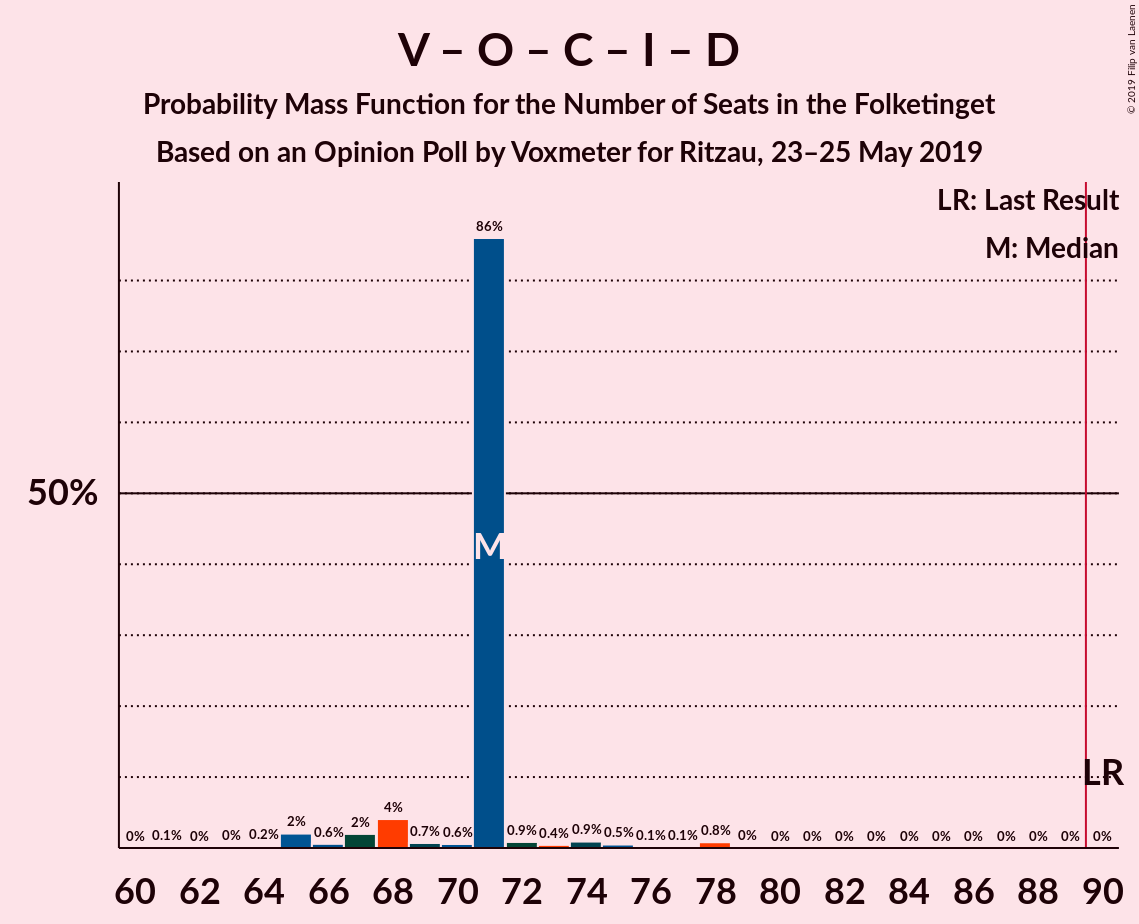 V – O – C – I – D
Probability Mass Function for the Number of Seats in the Folketinget
Based on an Opinion Poll by Voxmeter for Ritzau, 23–25 May 2019
© 2019 Filip van Laenen
LR: Last Result
M: Median
86%
50%
M
LR
0% 0.1% 0% 0% 0.2% 2% 0.6% 2% 4% 0.7% 0.6% 0.9% 0.4% 0.9% 0.5% 0.1% 0.1% 0.8% 0% 0% 0% 0% 0% 0% 0% 0% 0% 0% 0% 0%
60 62 64 66 68 70 72 74 76 78 80 82 84 86 88 90